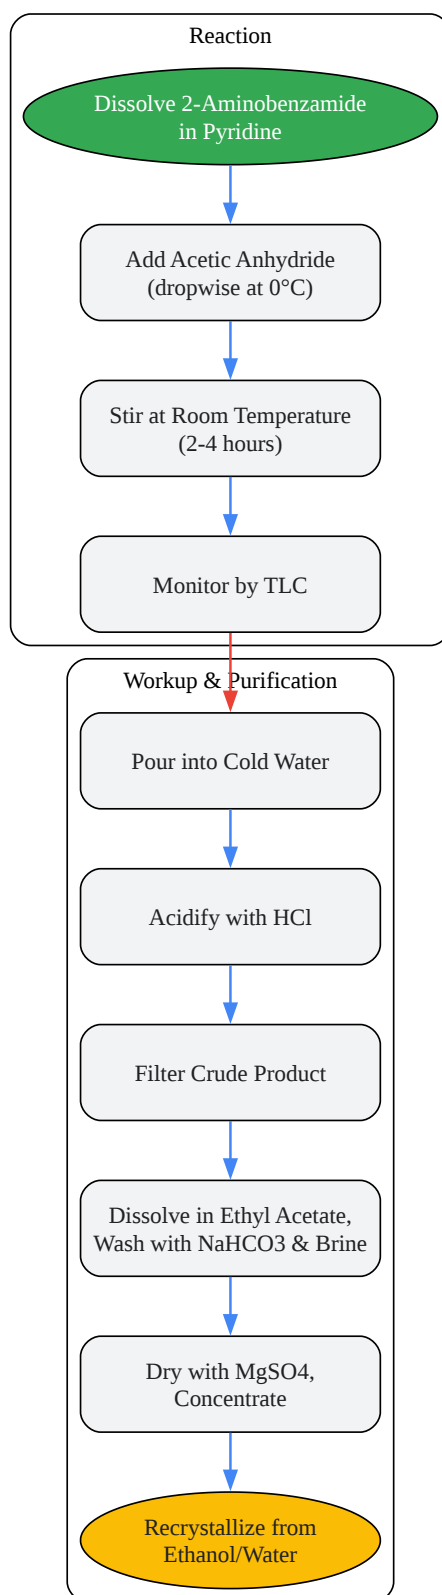 Reaction
Dissolve 2-Aminobenzamide
in Pyridine
Add Acetic Anhydride
(dropwise at 0°C)
Stir at Room Temperature
(2-4 hours)
Monitor by TLC
Workup & Purification
Pour into Cold Water
Acidify with HCl
Filter Crude Product
Dissolve in Ethyl Acetate,
Wash with NaHCO3 & Brine
Dry with MgSO4,
Concentrate
Recrystallize from
Ethanol/Water